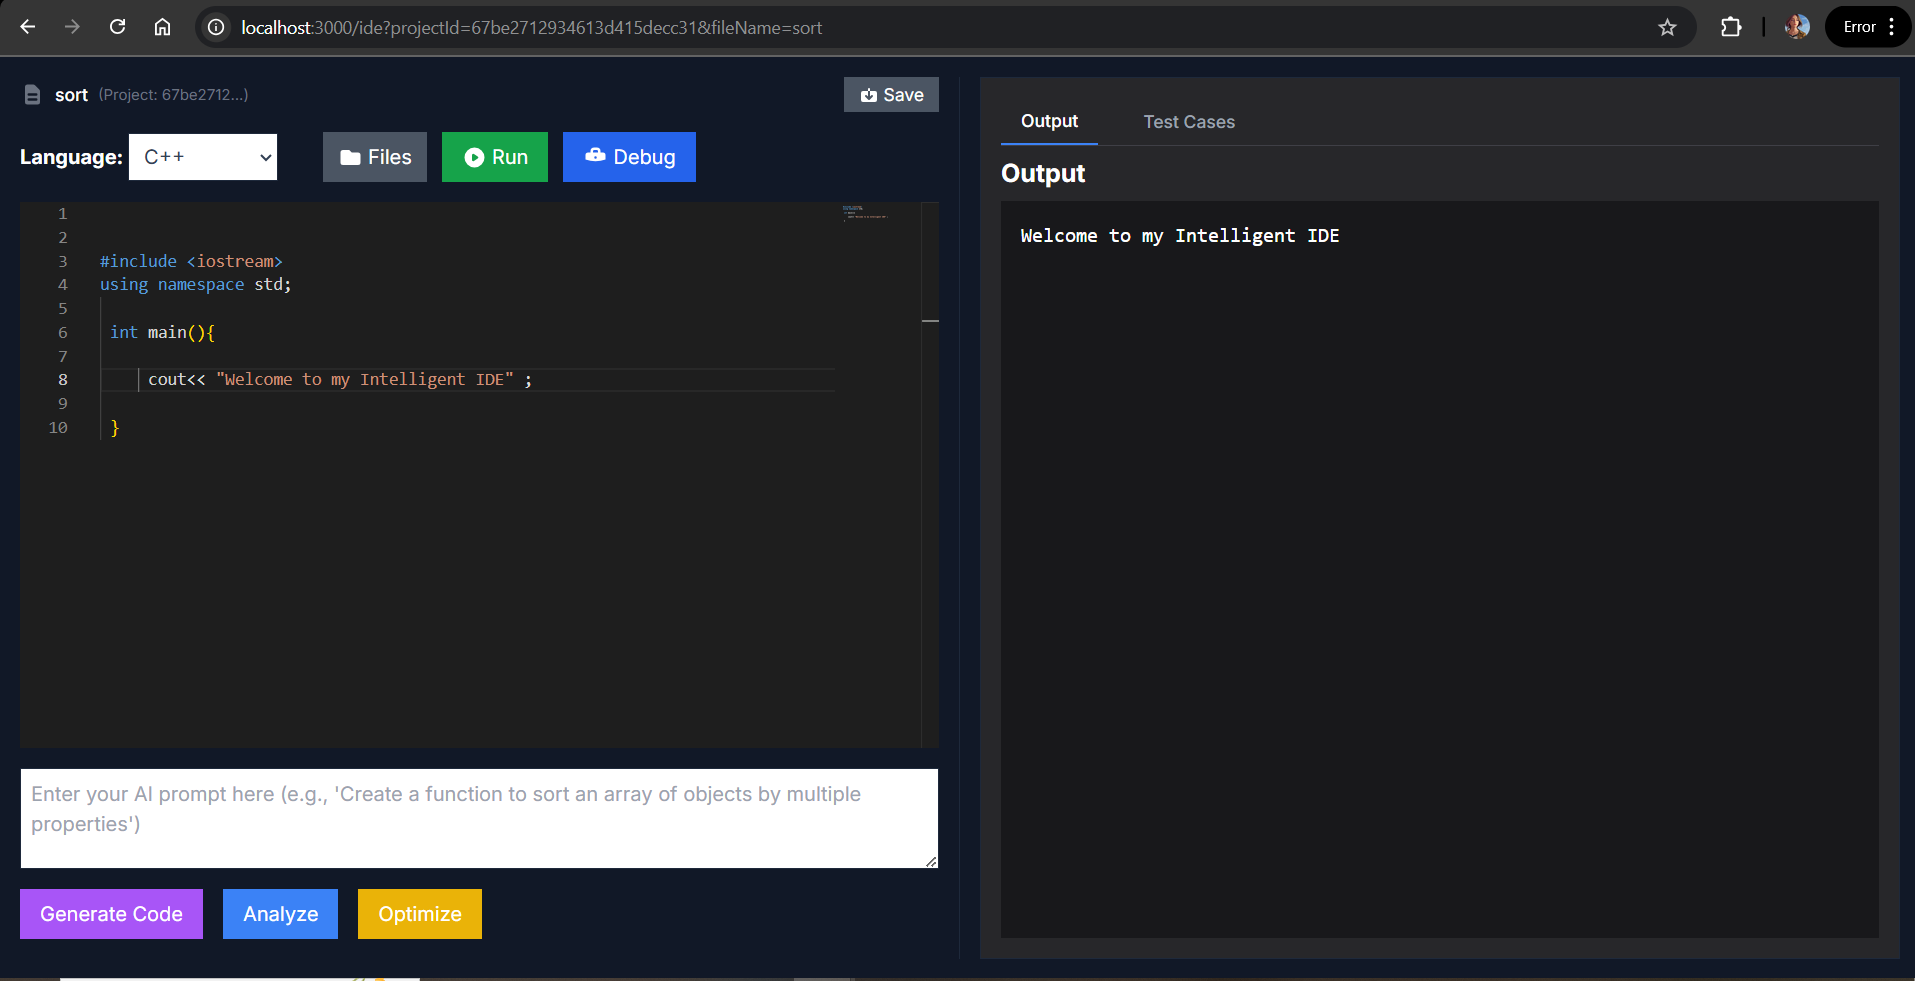 localhost:3000/ide?projectId=67be2712934613d415decc31&fileName=sort
Error
sort (Project: 67be2712...)
Save
Language: C++
Files
Run
Debug
1
2
3 #include <iostream>
4 using namespace std;
5
6 int main(){
7
8 cout<< "Welcome to my Intelligent IDE" ;
9
10 }
Enter your AI prompt here (e.g., 'Create a function to sort an array of objects by multiple
properties')
Generate Code
Analyze
Optimize
Output
Test Cases
Output
Welcome to my Intelligent IDE